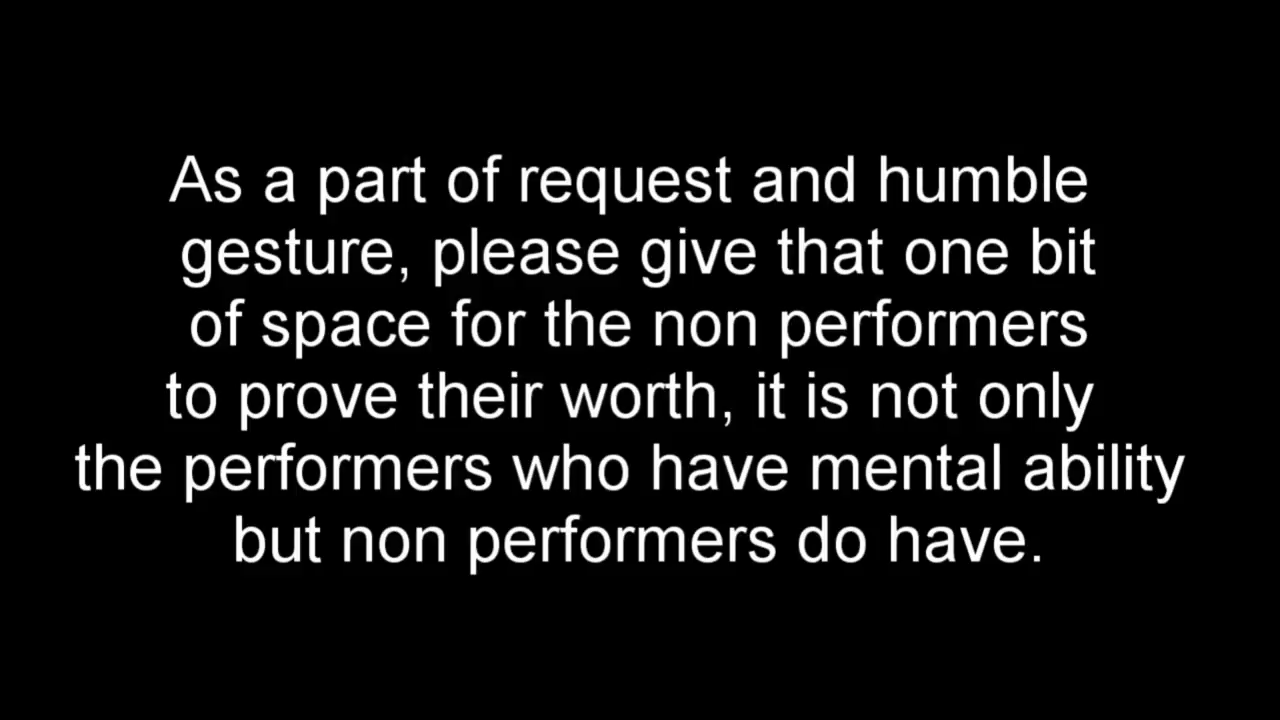 As a part of request and humble
gesture, please give that one bit
of space for the non performers
to prove their worth, it is not only
the performers who have mental ability
but non performers do have.